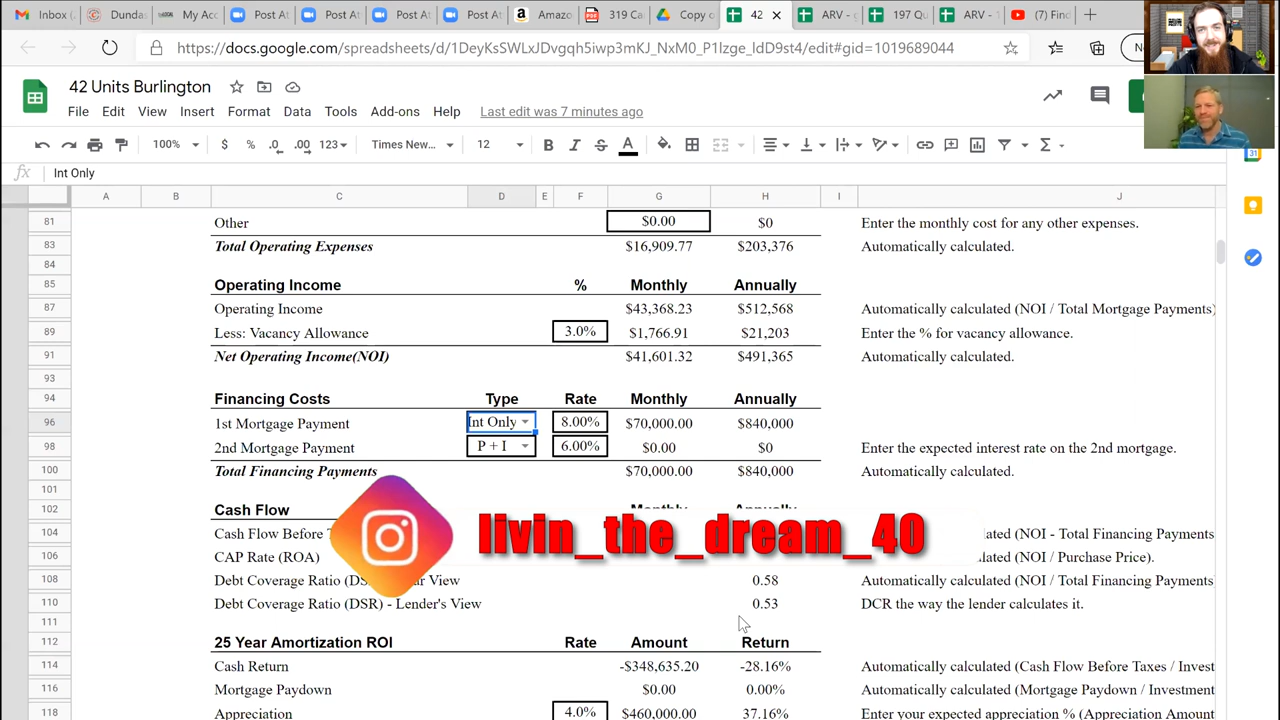 Inbox (
Dundas
My Acc
Post At
Post At
Post At
319 C
Copy
42
(7) Find
https://docs.google.com/spreadsheets/d/
/edit#gid=1019889044
42 Units Burlington
File Edit View Insert Format Data Tools Add-ons Help Last edit was 7 minutes ago
100% $ % .0 .00 123 Times New... 12 B I S A
fx Int Only
A B C D E F G H I J
81 Other $0.00 $0 Enter the monthly cost for any other expenses.
83 Total Operating Expenses $16,909.77 $203,376 Automatically calculated.
84
85 Operating Income % Monthly Annually
87 Operating Income $43,368.23 $512,568 Automatically calculated (NOI / Total Mortgage Payments)
89 Less: Vacancy Allowance 3.0% $1,766.91 $21,203 Enter the % for vacancy allowance.
91 Net Operating Income(NOI) $41,601.32 $491,365 Automatically calculated.
93
94 Financing Costs Type Rate Monthly Annually
96 1st Mortgage Payment Int Only 8.00% $70,000.00 $840,000
98 2nd Mortgage Payment P + I 6.00% $0.00 $0 Enter the expected interest rate on the 2nd mortgage.
100 Total Financing Payments $70,000.00 $840,000 Automatically calculated.
101
102 Cash Flow
104 Cash Flow Before T lated (NOI - Total Financing Payments
livin_the_dream_40
106 CAP Rate (ROA) lated (NOI / Purchase Price).
108 Debt Coverage Ratio (DS r View 0.58 Automatically calculated (NOI / Total Financing Payments
110 Debt Coverage Ratio (DSR) - Lender's View 0.53 DCR the way the lender calculates it.
111
112 25 Year Amortization ROI Rate Amount Return
114 Cash Return -$348,635.20 -28.16% Automatically calculated (Cash Flow Before Taxes / Invest
116 Mortgage Paydown $0.00 0.00% Automatically calculated (Mortgage Paydown / Investment
118 Appreciation 4.0% $460,000.00 37.16% Enter your expected appreciation % (Appreciation Amount